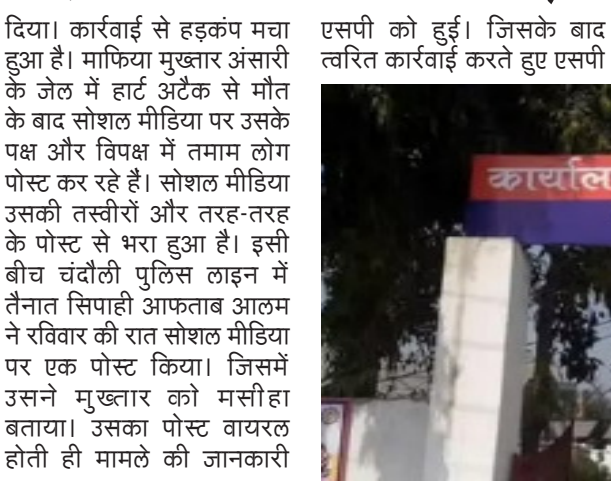 दिया। कार्रवाई से हड़कंप मचा
हुआ है। माफिया मुख्तार अंसारी
के जेल में हार्ट अटैक से मौत
के बाद सोशल मीडिया पर उसके
पक्ष और विपक्ष में तमाम लोग
पोस्ट कर रहे हैं। सोशल मीडिया
उसकी तस्वीरों और तरह-तरह
के पोस्ट से भरा हुआ है। इसी
बीच चंदौली पुलिस लाइन में
तैनात सिपाही आफताब आलम
ने रविवार की रात सोशल मीडिया
पर एक पोस्ट किया। जिसमें
उसने मुख्तार को मसीहा
बताया। उसका पोस्ट वायरल
होती ही मामले की जानकारी
एसपी को हुई। जिसके बाद
त्वरित कार्रवाई करते हुए एसपी